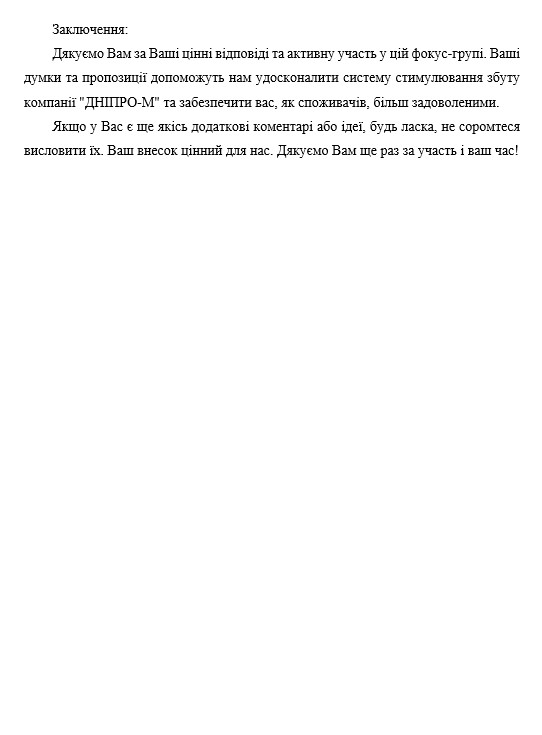 Заключення:
Дякуємо Вам за Ваші цінні відповіді та активну участь у цій фокус-групі. Ваші
думки та пропозиції допоможуть нам удосконалити систему стимулювання збуту
компанії "ДНІПРО-М" та забезпечити вас, як споживачів, більш задоволеними.
Якщо у Вас є ще якісь додаткові коментарі або ідеї, будь ласка, не соромтеся
висловити їх. Ваш внесок цінний для нас. Дякуємо Вам ще раз за участь і ваш час!